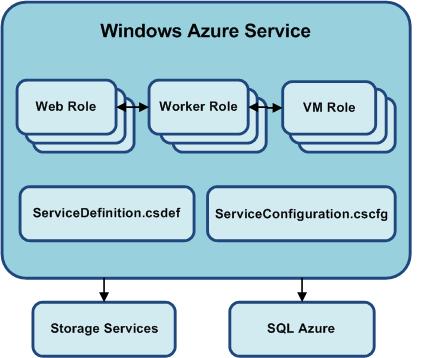 Windows Azure Service
Web Role
Worker Role
VM Role
ServiceDefinition.csdef
ServiceConfiguration.cscfg
Storage Services
SQL Azure